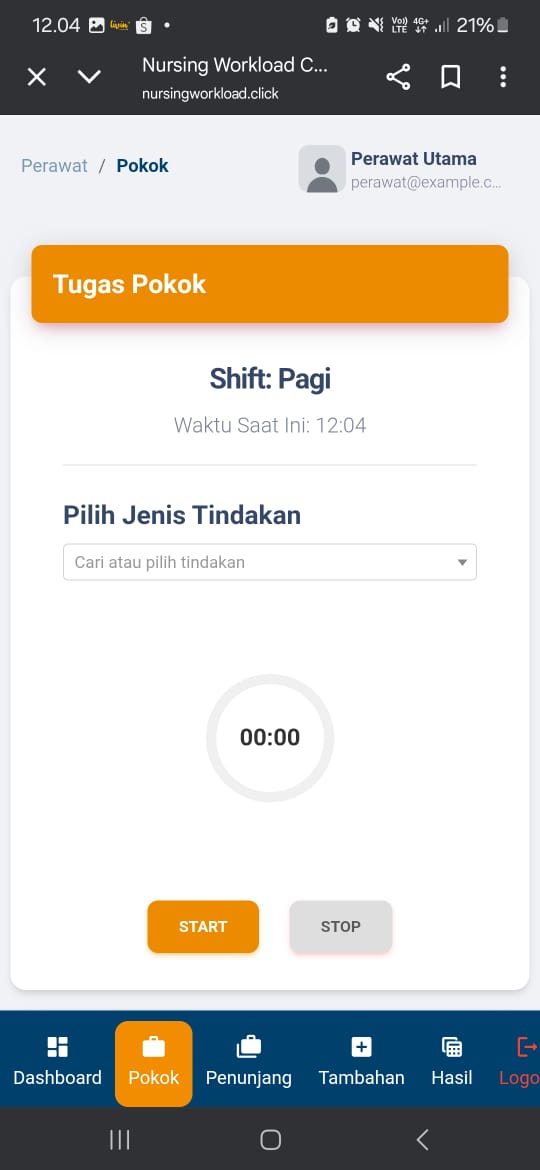 12.04
21%
Nursing Workload C...
nursingworkload.click
Perawat / Pokok
Perawat Utama
perawat@example.c...
Tugas Pokok
Shift: Pagi
Waktu Saat Ini: 12:04
Pilih Jenis Tindakan
Cari atau pilih tindakan
00:00
START
STOP
Dashboard
Pokok
Penunjang
Tambahan
Hasil
Logo